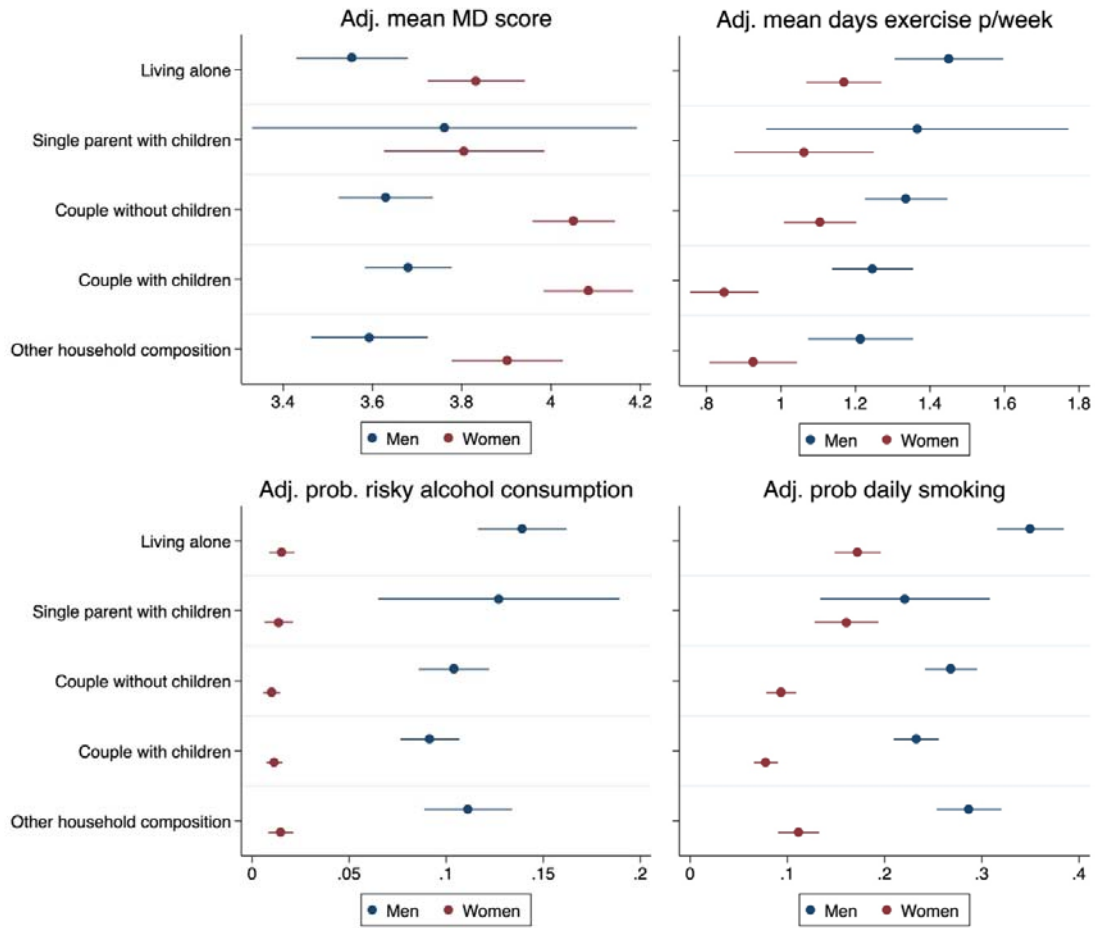 Adj. mean MD score
Living alone
Single parent with children
Couple without children
Couple with children
Other household composition
3.4 3.6 3.8 4 4.2
Men Women
Adj. mean days exercise p/week
.8 1 1.2 1.4 1.6 1.8
Men Women
Adj. prob. risky alcohol consumption
Living alone
Single parent with children
Couple without children
Couple with children
Other household composition
0 .05 .1 .15 .2
Men Women
Adj. prob daily smoking
0 .1 .2 .3 .4
Men Women